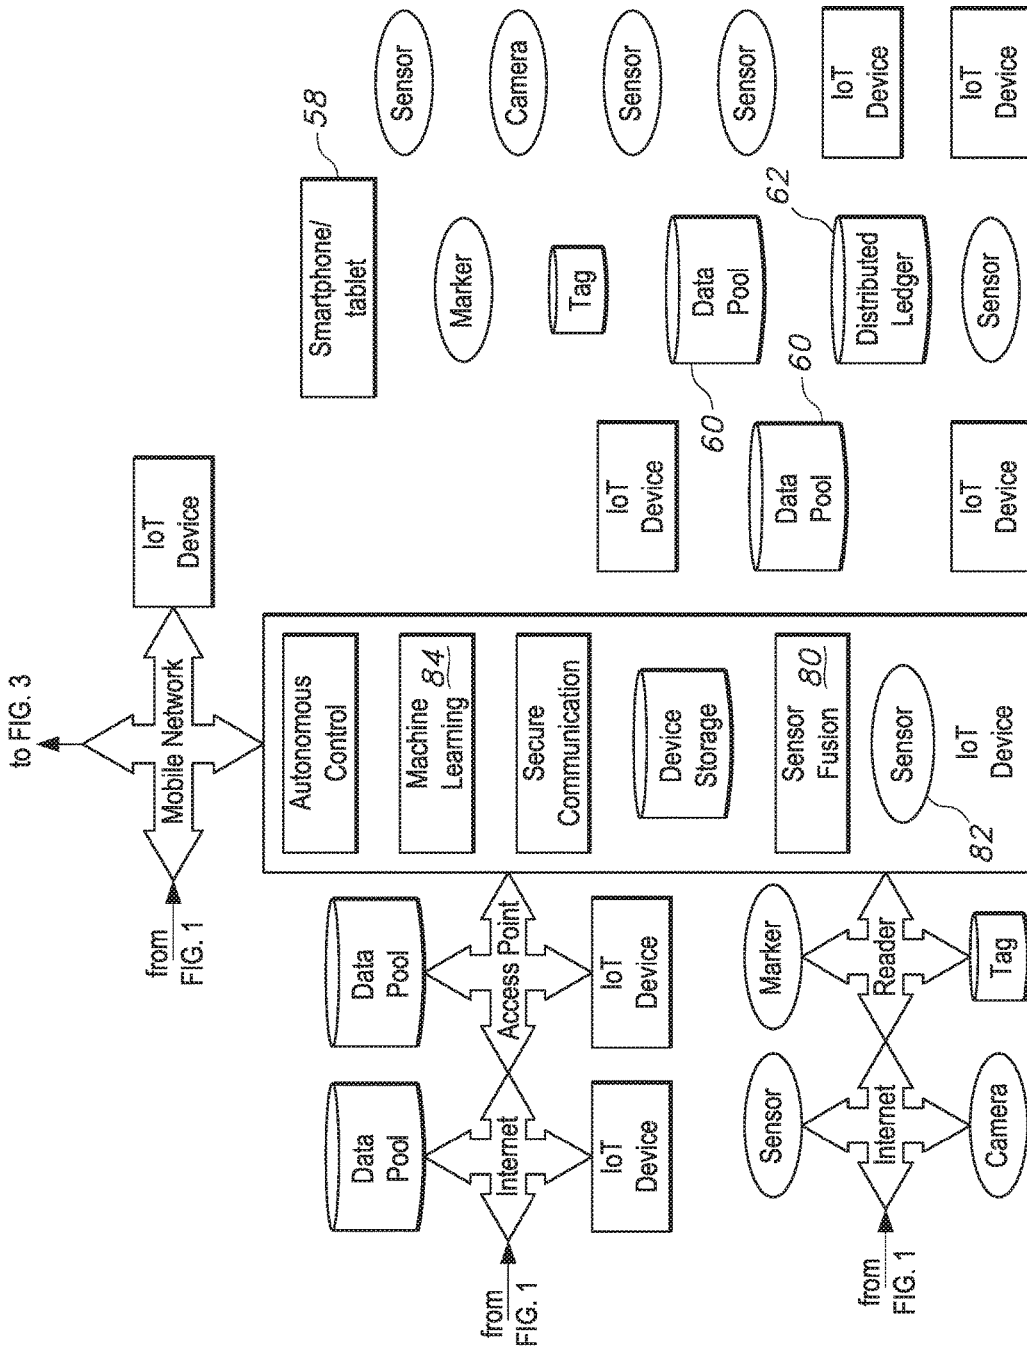 to FIG. 3
from
FIG. 1
Mobile Network
IoT
Device
Data
Pool
Data
Pool
Autonomous
Control
Smartphone/
tablet
58
Sensor
Machine
Learning
84
Marker
Camera
from
FIG. 1
Internet
Access Point
Secure
Communication
Tag
Sensor
IoT
Device
IoT
Device
Device
Storage
IoT
Device
60
Data
Pool
Sensor
Sensor
Marker
Sensor
Fusion
80
Data
Pool
60
62
Distributed
Ledger
IoT
Device
from
FIG. 1
Internet
Reader
Sensor
82
Camera
Tag
IoT
Device
IoT
Device
Sensor
IoT
Device